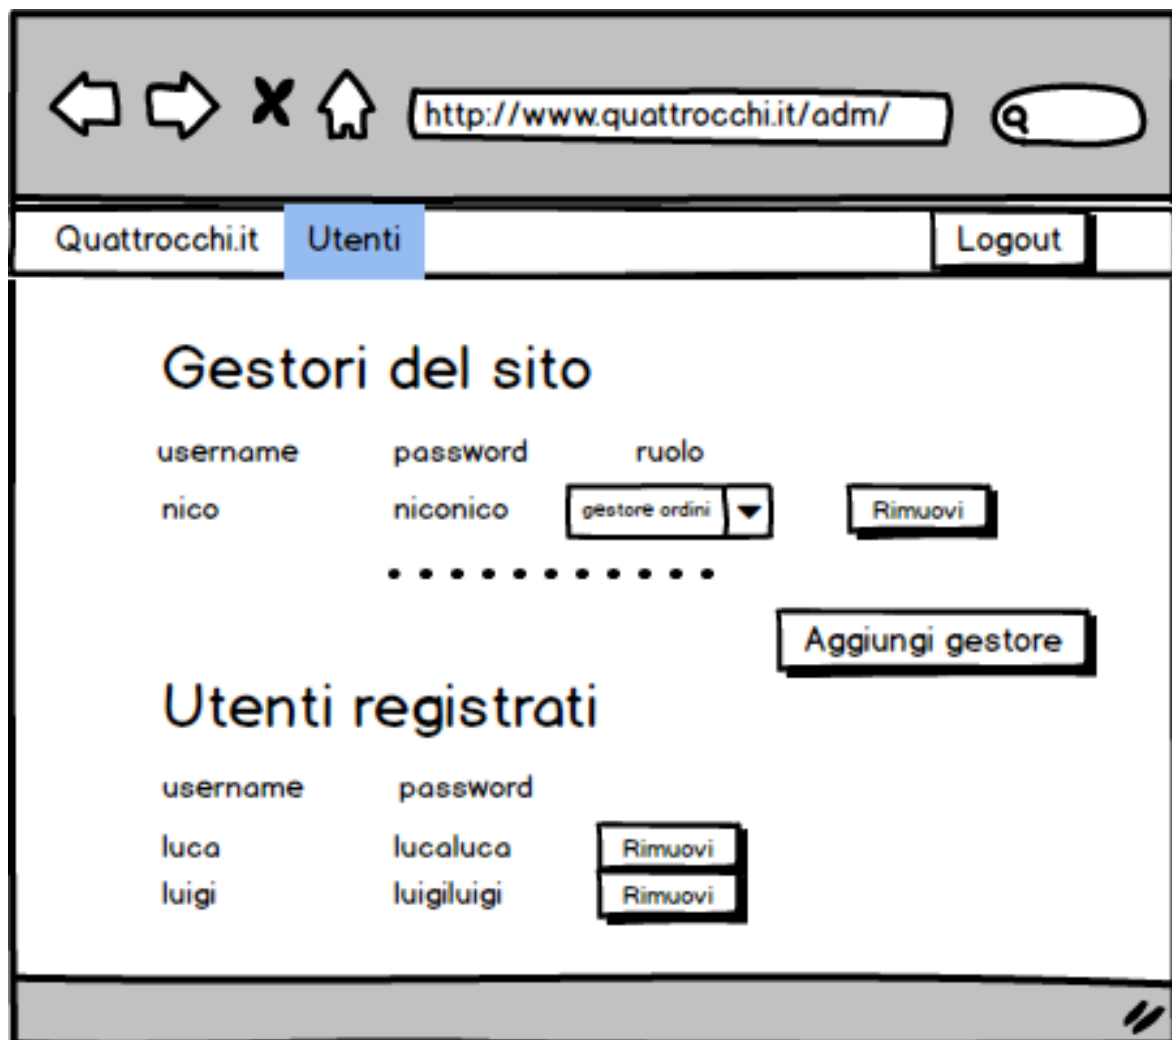 http://www.quattrocchi.it/adm/
Quattrocchi.it Utenti Logout
Gestori del sito
username password ruolo
nico niconico gestore ordini Rimuovi
Aggiungi gestore
Utenti registrati
username password
luca lucaluca Rimuovi
luigi luigiluigi Rimuovi